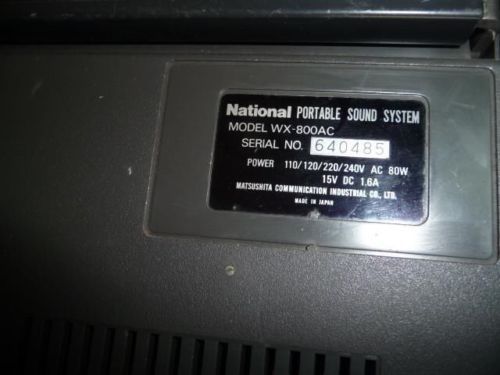 National PORTABLE SOUND SYSTEM
MODEL WX-800AC
SERIAL NO. 640485
POWER 110/120/220/240V AC 80W
15V DC 1.6A
MATSUSHITA COMMUNICATION INDUSTRIAL CO., LTD.
MADE IN JAPAN